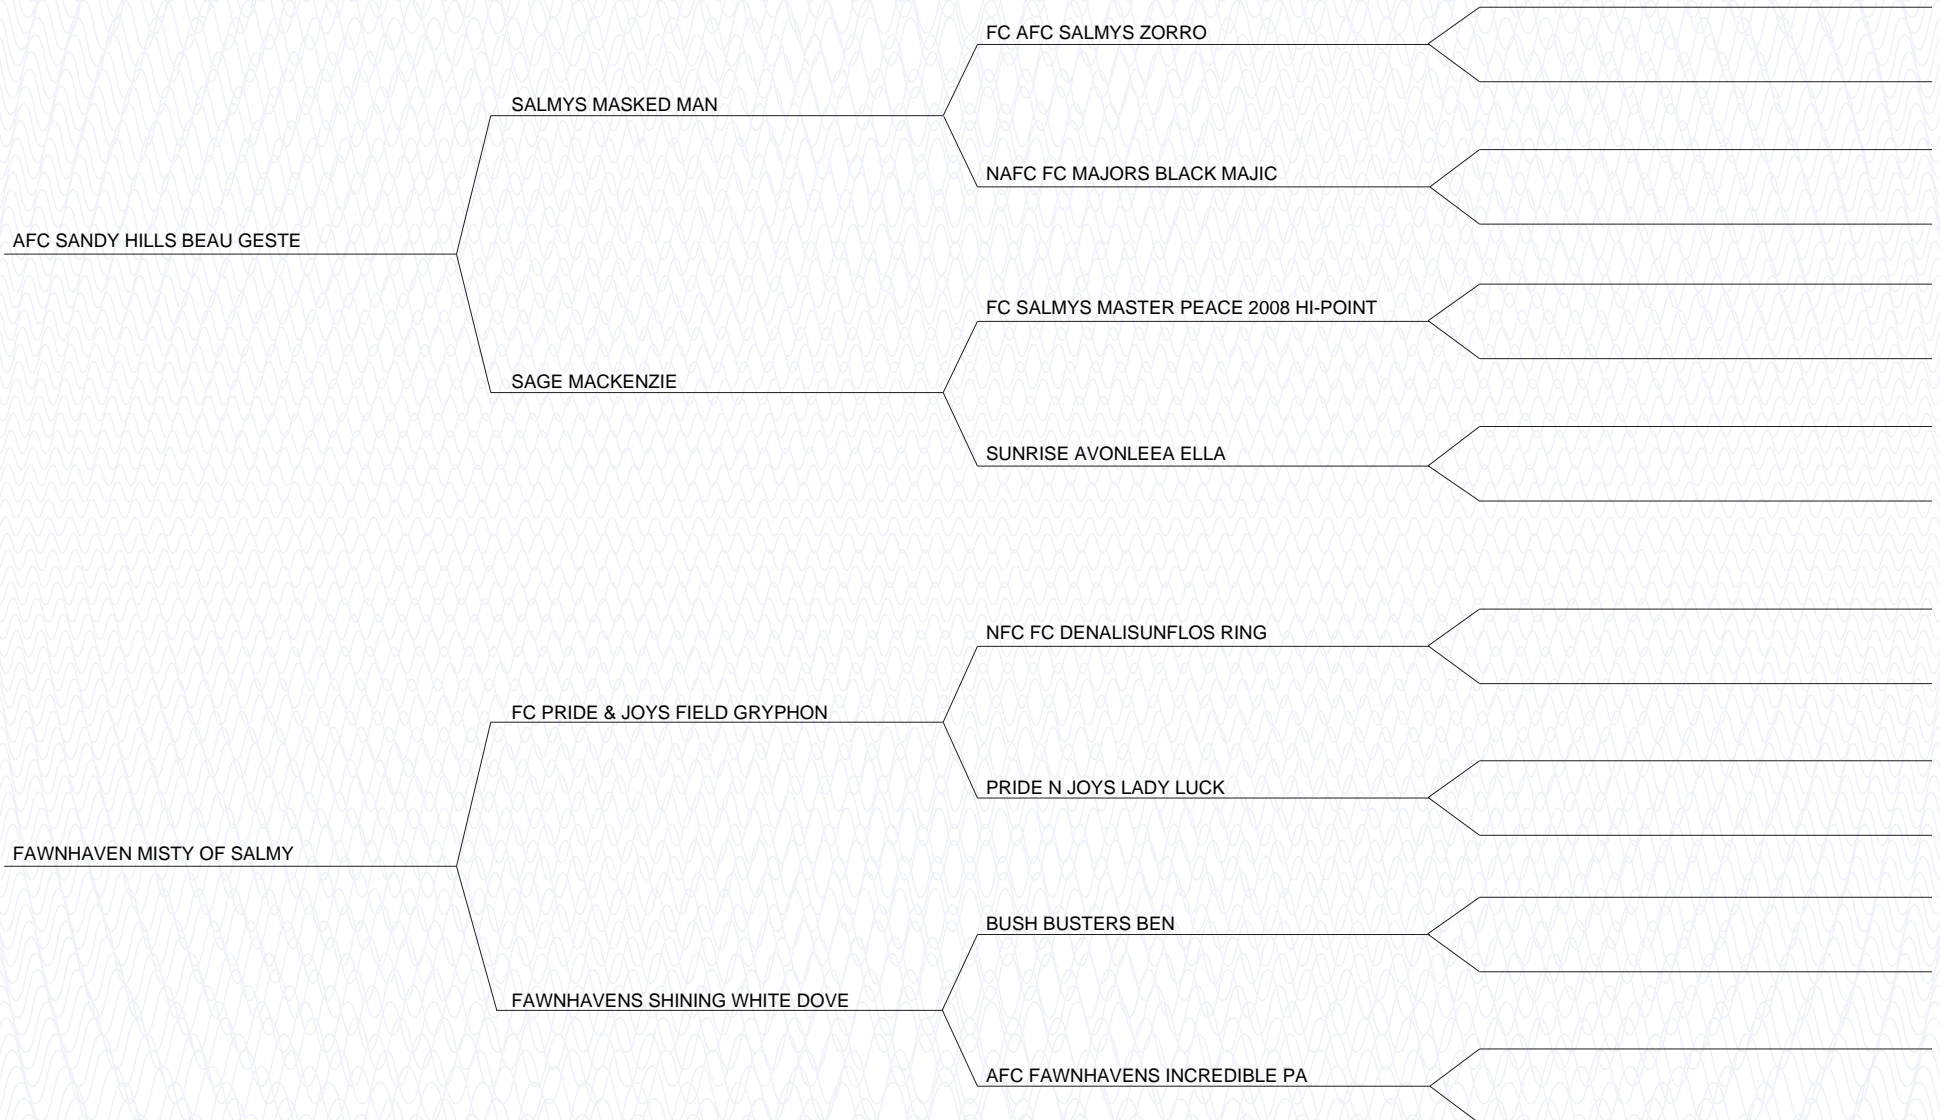 FC AFC SALMYS ZORRO
SALMYS MASKED MAN
NAFC FC MAJORS BLACK MAJIC
AFC SANDY HILLS BEAU GESTE
FC SALMYS MASTER PEACE 2008 HI-POINT
SAGE MACKENZIE
SUNRISE AVONLEEA ELLA
NFC FC DENALISUNFLOS RING
FC PRIDE & JOYS FIELD GRYPHON
PRIDE N JOYS LADY LUCK
FAWNHAVEN MISTY OF SALMY
BUSH BUSTERS BEN
FAWNHAVENS SHINING WHITE DOVE
AFC FAWNHAVENS INCREDIBLE PA